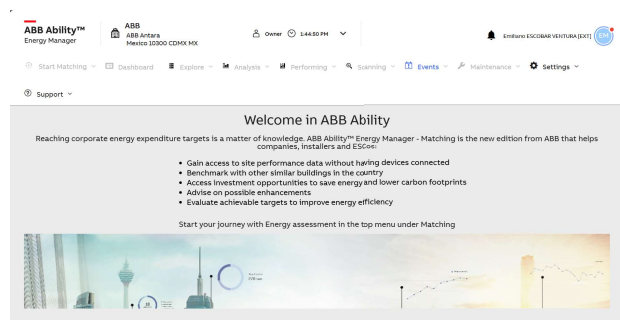 ABB Ability™
Energy Manager
ABB
ABB Antara
Mexico 10300 CDMX MX
Owner 1:44:50 PM
Emiliano ESCOBAR VENTURA [EXT] EM
Start Matching Dashboard Explore Analysis Performing Scanning Events Maintenance Settings
Support
Welcome in ABB Ability
Reaching corporate energy expenditure targets is a matter of knowledge. ABB Ability™ Energy Manager - Matching is the new edition from ABB that helps
companies, installers and ESCos:
• Gain access to site performance data without having devices connected
• Benchmark with other similar buildings in the country
• Access investment opportunities to save energy and lower carbon footprints
• Advise on possible enhancements
• Evaluate achievable targets to improve energy efficiency
Start your journey with Energy assessment in the top menu under Matching